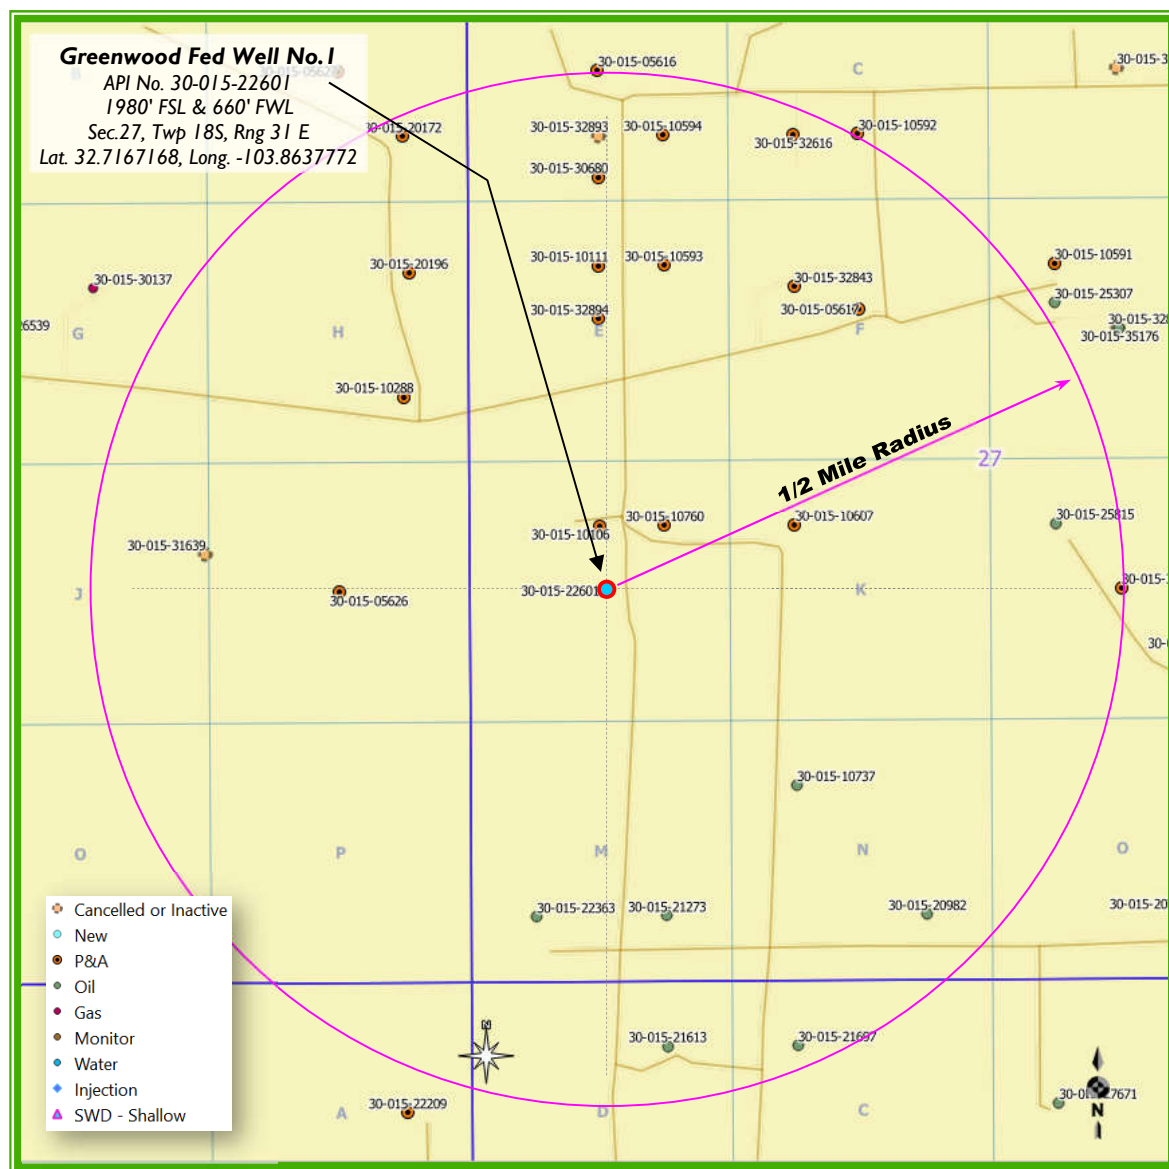 Greenwood Fed Well No.1
API No. 30-015-22601
1980' FSL & 660' FWL
Sec.27, Twp 18S, Rng 31 E
Lat. 32.7167168, Long. -103.8637772
30-015-05616
C
30-015-20172
30-015-32893
30-015-10594
30-015-32616
30-015-10592
30-015-30680
30-015-30137
30-015-20196
30-015-10111
30-015-10593
30-015-32843
30-015-10591
30-015-25307
30-015-32894
30-015-05617
30-015-35176
G
H
E
F
30-015-10288
1/2 Mile Radius
27
30-015-10106
30-015-10760
30-015-10607
30-015-25815
30-015-31639
J
30-015-05626
30-015-22601
K
30-015-10737
O
P
M
N
O
30-015-22363
30-015-21273
30-015-20982
Cancelled or Inactive
New
P&A
Oil
Gas
Monitor
Water
Injection
SWD - Shallow
N
30-015-21613
30-015-21697
A
30-015-22209
D
C
N